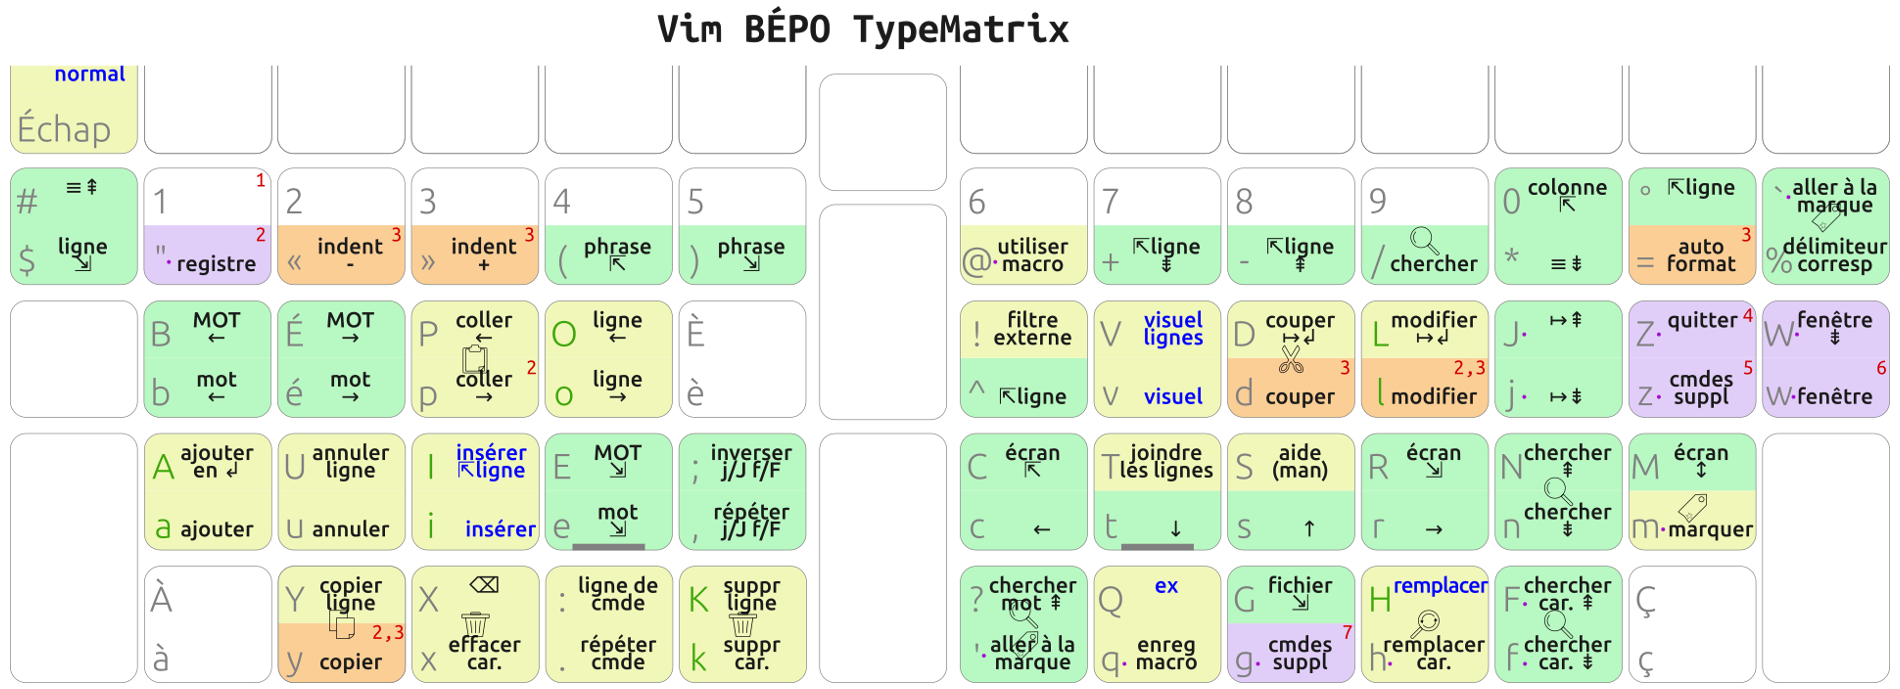 Vim BÉPO TypeMatrix
normal
Échap
# ≡⇞
$ ligne ⇲
1 1
" registre 2
2
« indent - 3
3
» indent + 3
4
( phrase ⇱
5
) phrase ⇲
6
@ utiliser macro
7
+ ⇱ligne ⇟
8
- ⇱ligne ⇞
9
/ chercher
0 colonne ⇱
* ≡⇟
° ⇱ligne
= auto format 3
` aller à la marque
% délimiteur corresp
B MOT ←
b mot ←
É MOT →
é mot →
P coller ←
p coller → 2
O ligne ←
o ligne →
È
è
! filtre externe
^ ⇱ligne
V visuel lignes
v visuel
D couper ↦↲
d couper 3
L modifier ↦↲
l modifier 2,3
J ↦⇞
j ↦⇟
Z quitter 4
z cmdes suppl 5
W fenêtre ⇟
w fenêtre 6
A ajouter en ↲
a ajouter
U annuler ligne
u annuler
I insérer ⇱ligne
i insérer
E MOT ⇲
e mot ⇲
; inverser j/J f/F
, répéter j/J f/F
C écran ⇱
c ←
T joindre les lignes
t ↓
S aide (man)
s ↑
R écran ⇲
r →
N chercher ⇞
n chercher ⇟
M écran ↕
m marquer
À
à
Y copier ligne
y copier 2,3
X ⌫
x effacer car.
: ligne de cmde
. répéter cmde
K suppr ligne
k suppr car.
? chercher mot ⇞
' aller à la marque
Q ex
q enreg macro
G fichier ⇲
g cmdes suppl 7
H remplacer
h remplacer car.
F chercher car. ⇞
f chercher car. ⇟
Ç
ç